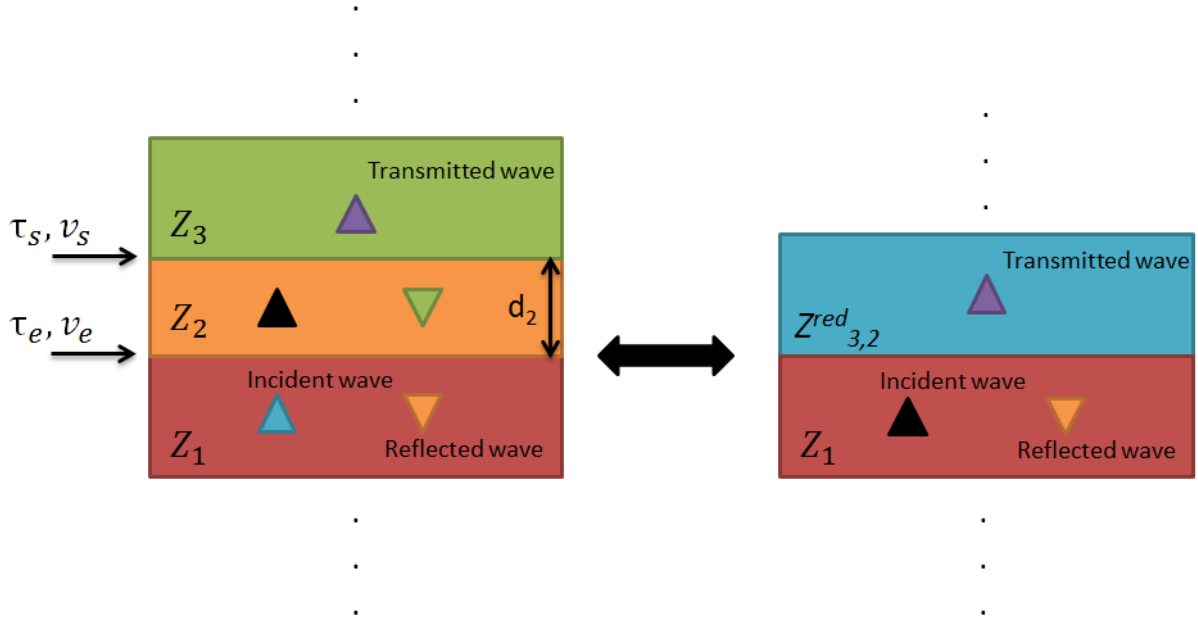 Transmitted wave
Z₃
τₛ, vₛ
Z₂
d₂
τₑ, vₑ
Incident wave
Z₁
Reflected wave
Transmitted wave
Zʳᵉᵈ₃,₂
Incident wave
Z₁
Reflected wave